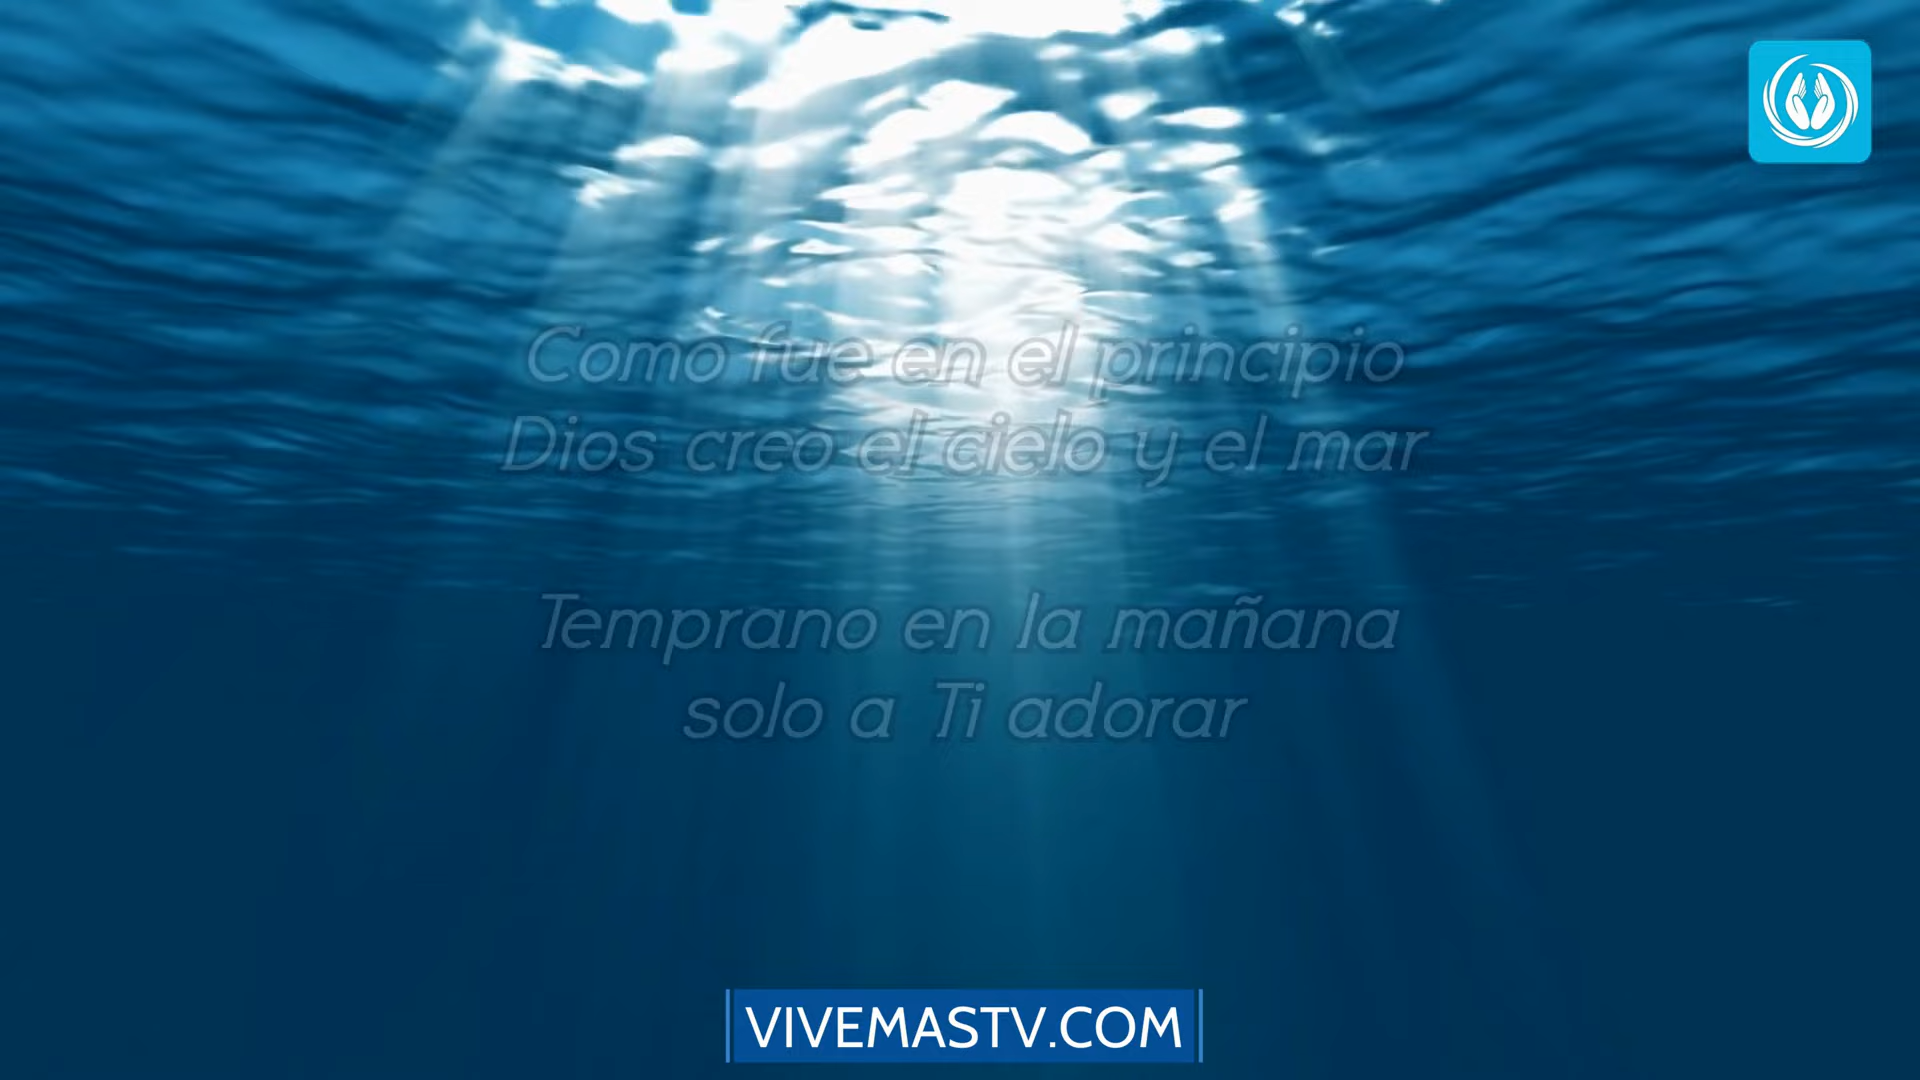 Como fue en el principio
Dios creo el cielo y el mar
Temprano en la mañana
solo a Ti adorar
VIVEMASTV.COM